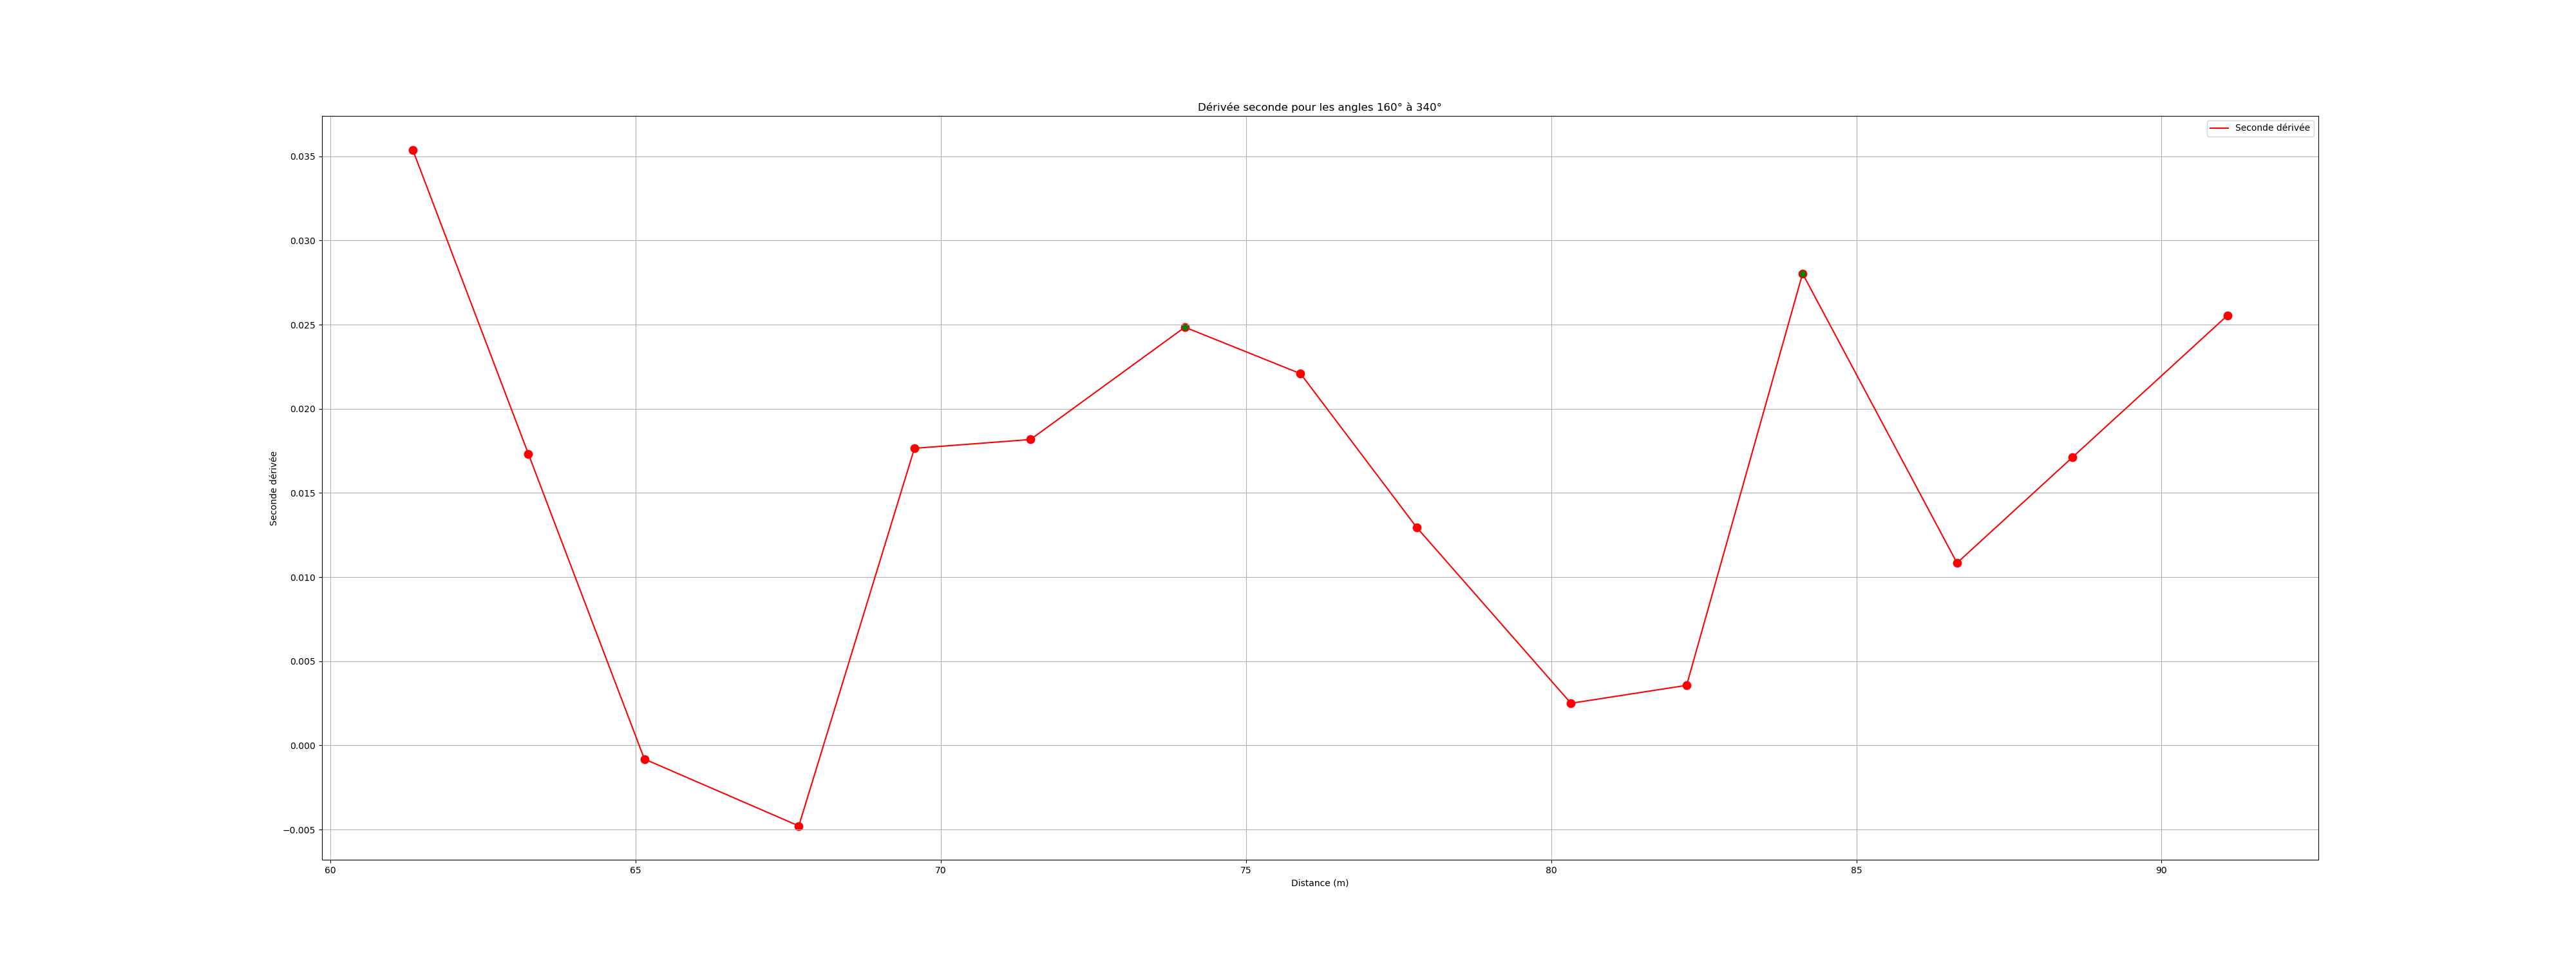 Dérivée seconde pour les angles 160° à 340°
Seconde dérivée
0.035
0.030
0.025
0.020
0.015
0.010
0.005
0.000
−0.005
Seconde dérivée
60 65 70 75 80 85 90
Distance (m)